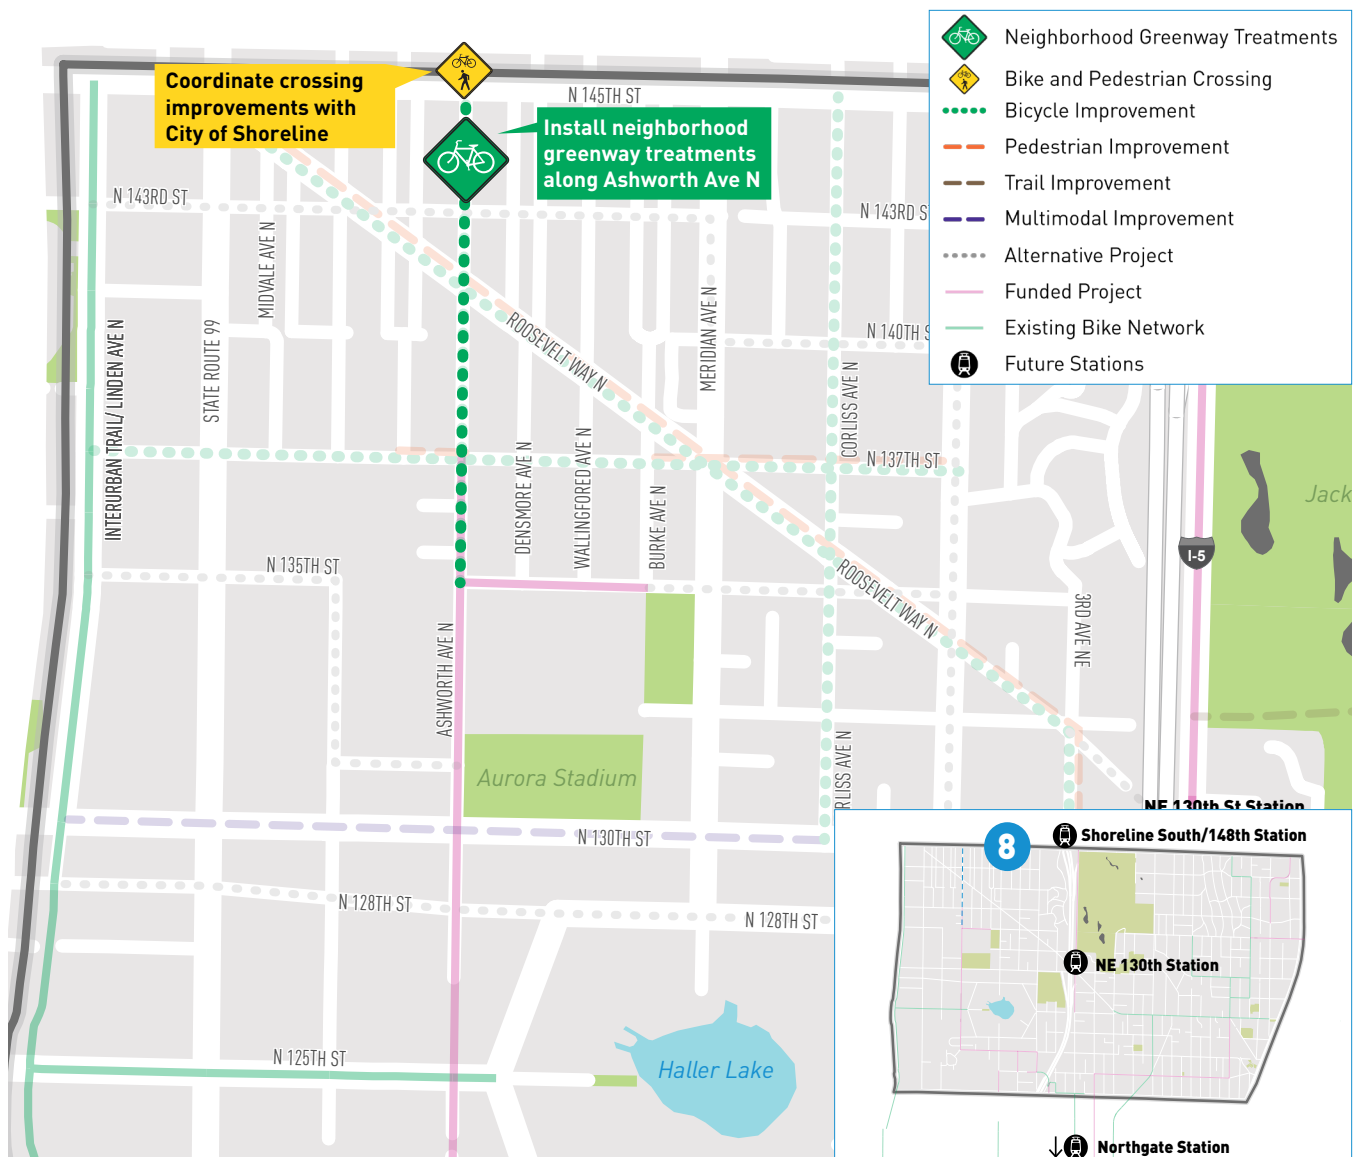 Coordinate crossing
improvements with
City of Shoreline
N 145TH ST
Install neighborhood
greenway treatments
along Ashworth Ave N
Neighborhood Greenway Treatments
Bike and Pedestrian Crossing
Bicycle Improvement
Pedestrian Improvement
Trail Improvement
Multimodal Improvement
Alternative Project
Funded Project
Existing Bike Network
Future Stations
N 143RD ST
N 143RD S
MIDVALE AVE N
STATE ROUTE 99
INTERURBAN TRAIL/ LINDEN AVE N
ROOSEVELT WAY N
MERIDIAN AVE N
N 140TH S
CORLISS AVE N
N 137TH ST
DENSMORE AVE N
WALLINGFORED AVE N
BURKE AVE N
Jack
I-5
N 135TH ST
ROOSEVELT WAY N
3RD AVE NE
ASHWORTH AVE N
Aurora Stadium
RLISS AVE N
NE 130th St Station
N 130TH ST
N 128TH ST
N 128TH ST
N 125TH ST
Haller Lake
8
Shoreline South/148th Station
NE 130th Station
Northgate Station